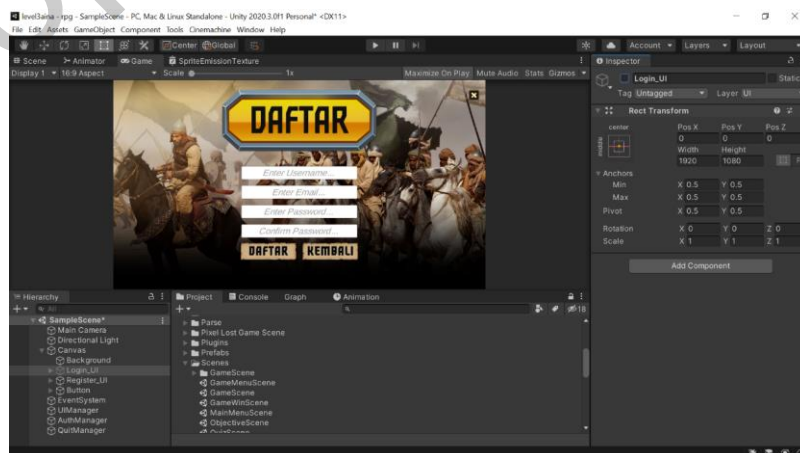 level3aina - rpg - SampleScene - PC, Mac & Linux Standalone - Unity 2020.3.0f1 Personal* <DX11>
File Edit Assets GameObject Component Tools Cinemachine Window Help
Center Global
Account Layers Layout
Scene Animator Game SpriteEmissionTexture
Display 1 16:9 Aspect Scale 1x Maximize On Play Mute Audio Stats Gizmos
DAFTAR
Enter Username...
Enter Email...
Enter Password...
Confirm Password...
DAFTAR KEMBALI
Inspector
Login_UI Static
Tag Untagged Layer UI
Rect Transform
center Pos X Pos Y Pos Z
middle 0 0 0
Width Height
1920 1080
Anchors
Min X 0.5 Y 0.5
Max X 0.5 Y 0.5
Pivot X 0.5 Y 0.5
Rotation X 0 Y 0 Z 0
Scale X 1 Y 1 Z 1
Add Component
Hierarchy
All
SampleScene*
Main Camera
Directional Light
Canvas
Background
Login_UI
Register_UI
Button
EventSystem
UIManager
AuthManager
QuitManager
Project Console Graph Animation
18
Parse
Pixel Lost Game Scene
Plugins
Prefabs
Scenes
GameScene
GameMenuScene
GameScene
GameWinScene
MainMenuScene
ObjectiveScene
QuizScene